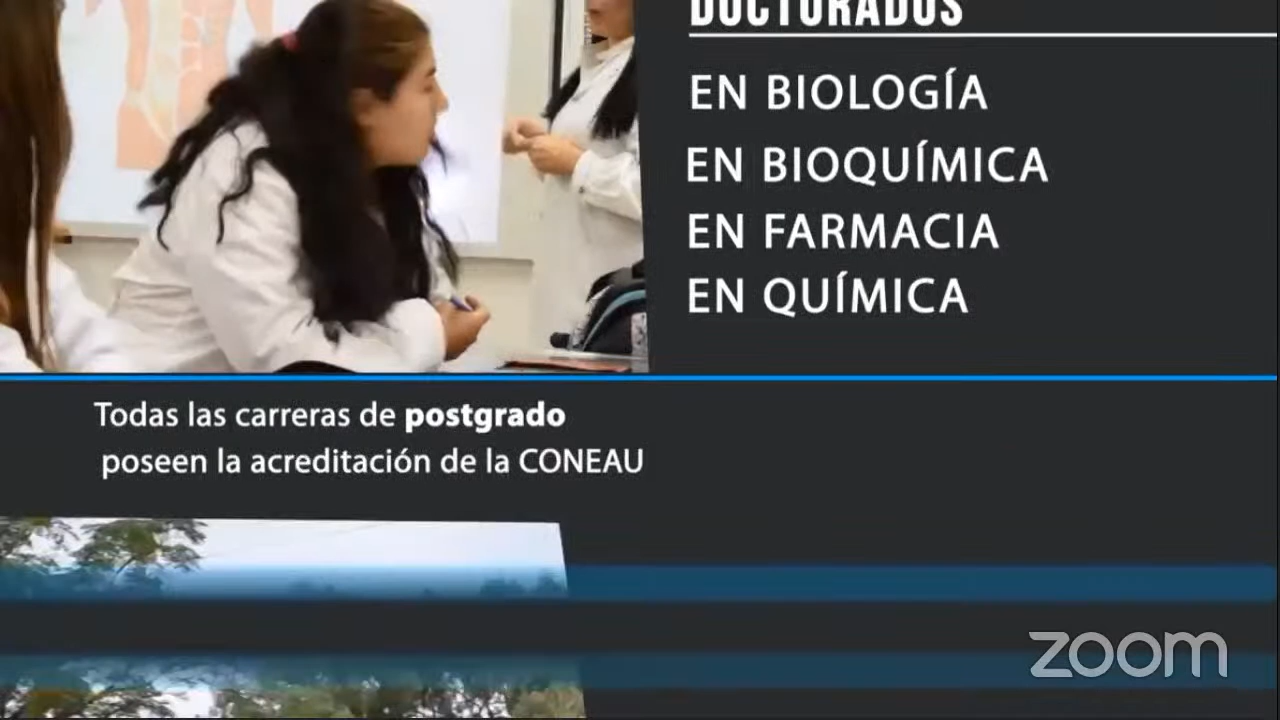 DOCTORADOS
EN BIOLOGÍA
EN BIOQUÍMICA
EN FARMACIA
EN QUÍMICA
Todas las carreras de postgrado
poseen la acreditación de la CONEAU
zoom